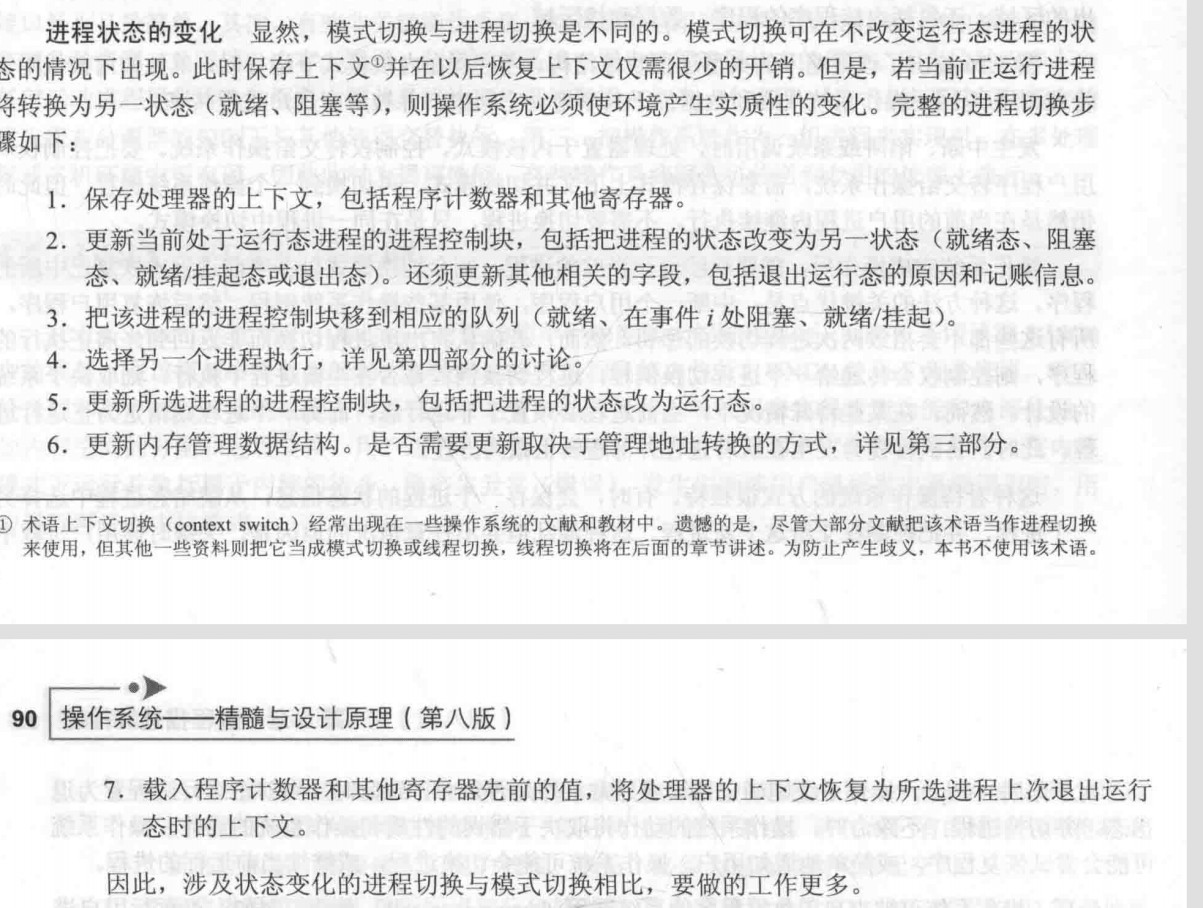 进程状态的变化 显然，模式切换与进程切换是不同的。模式切换可在不改变运行态进程的状
态的情况下出现。此时保存上下文①并在以后恢复上下文仅需很少的开销。但是，若当前正运行进程
将转换为另一状态（就绪、阻塞等），则操作系统必须使环境产生实质性的变化。完整的进程切换步
骤如下：
1. 保存处理器的上下文，包括程序计数器和其他寄存器。
2. 更新当前处于运行态进程的进程控制块，包括把进程的状态改变为另一状态（就绪态、阻塞
态、就绪/挂起态或退出态）。还须更新其他相关的字段，包括退出运行态的原因和记账信息。
3. 把该进程的进程控制块移到相应的队列（就绪、在事件 i 处阻塞、就绪/挂起）。
4. 选择另一个进程执行，详见第四部分的讨论。
5. 更新所选进程的进程控制块，包括把进程的状态改为运行态。
6. 更新内存管理数据结构。是否需要更新取决于管理地址转换的方式，详见第三部分。
① 术语上下文切换（context switch）经常出现在一些操作系统的文献和教材中。遗憾的是，尽管大部分文献把该术语当作进程切换
来使用，但其他一些资料则把它当成模式切换或线程切换，线程切换将在后面的章节讲述。为防止产生歧义，本书不使用该术语。
90 操作系统——精髓与设计原理（第八版）
7. 载入程序计数器和其他寄存器先前的值，将处理器的上下文恢复为所选进程上次退出运行
态时的上下文。
因此，涉及状态变化的进程切换与模式切换相比，要做的工作更多。